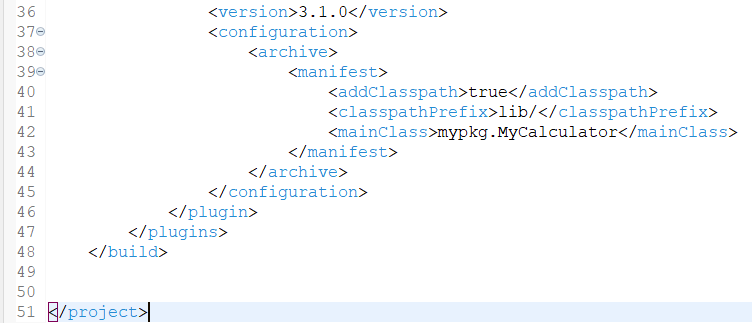 36 <version>3.1.0</version>
37 <configuration>
38 <archive>
39 <manifest>
40 <addClasspath>true</addClasspath>
41 <classpathPrefix>lib/</classpathPrefix>
42 <mainClass>mypkg.MyCalculator</mainClass>
43 </manifest>
44 </archive>
45 </configuration>
46 </plugin>
47 </plugins>
48 </build>
49
50
51 </project>